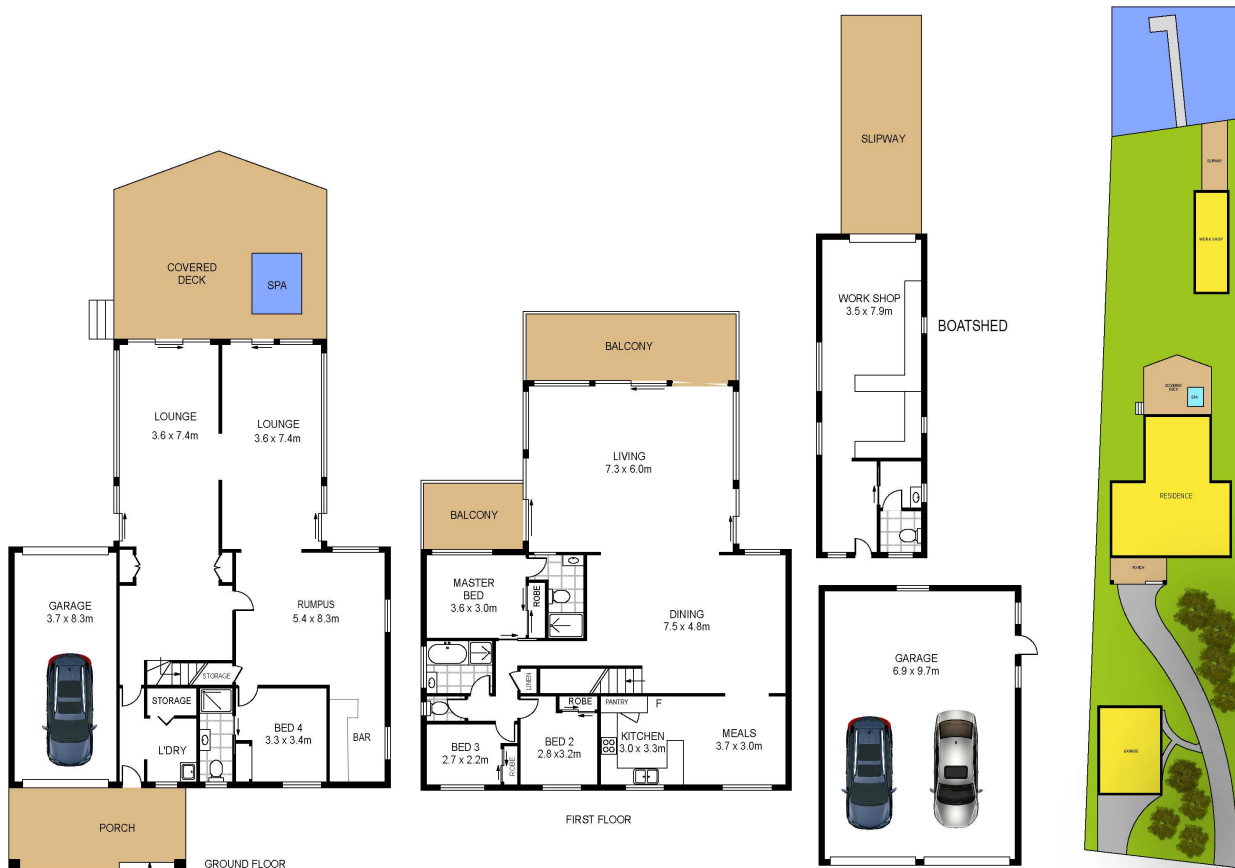 COVERED
DECK
SPA
LOUNGE
3.6 x 7.4m
LOUNGE
3.6 x 7.4m
GARAGE
3.7 x 8.3m
RUMPUS
5.4 x 8.3m
STORAGE
STORAGE
L'DRY
BED 4
3.3 x 3.4m
BAR
PORCH
GROUND FLOOR
BALCONY
LIVING
7.3 x 6.0m
BALCONY
MASTER
BED
3.6 x 3.0m
ROBE
DINING
7.5 x 4.8m
LINEN
ROBE
PANTRY
F
KITCHEN
3.0 x 3.3m
MEALS
3.7 x 3.0m
BED 3
2.7 x 2.2m
ROBE
BED 2
2.8 x3.2m
FIRST FLOOR
SLIPWAY
WORK SHOP
3.5 x 7.9m
BOATSHED
GARAGE
6.9 x 9.7m
SLIPWAY
WORK SHOP
COVERED
DECK
SPA
RESIDENCE
PORCH
GARAGE